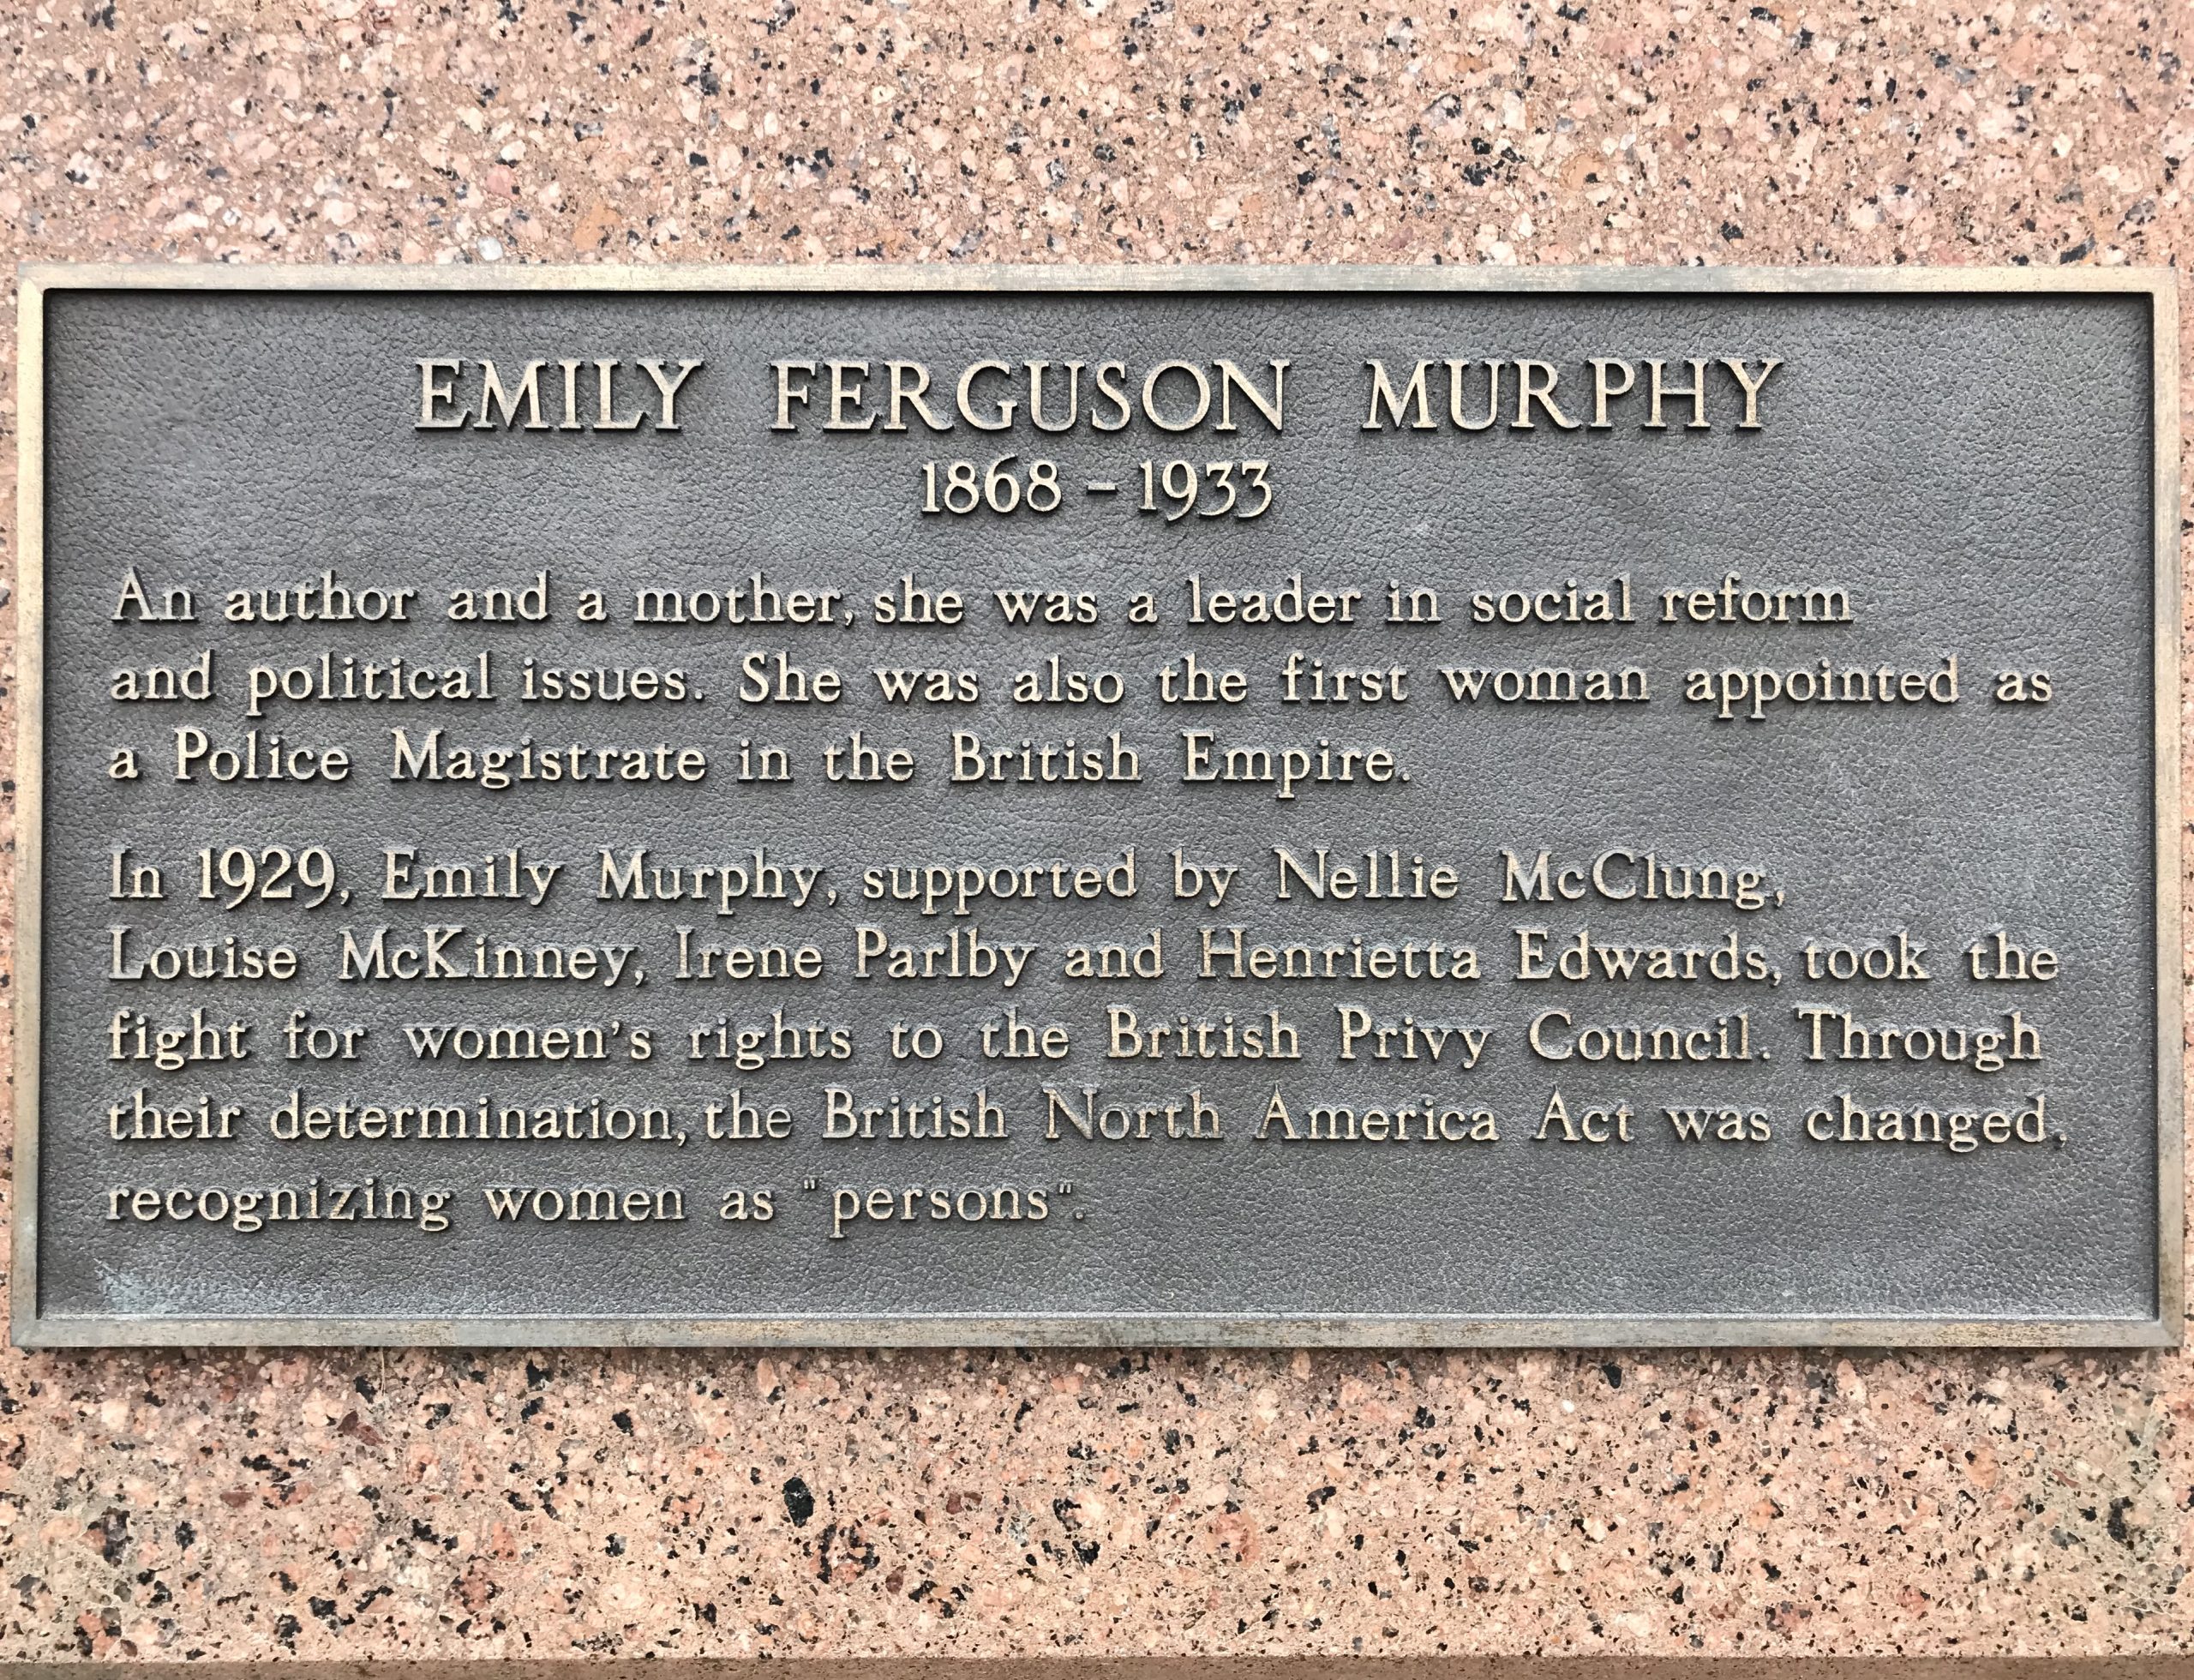 EMILY FERGUSON MURPHY
1868 - 1933
An author and a mother, she was a leader in social reform
and political issues. She was also the first woman appointed as
a Police Magistrate in the British Empire.
In 1929, Emily Murphy, supported by Nellie McClung,
Louise McKinney, Irene Parlby and Henrietta Edwards, took the
fight for women's rights to the British Privy Council. Through
their determination, the British North America Act was changed,
recognizing women as "persons".